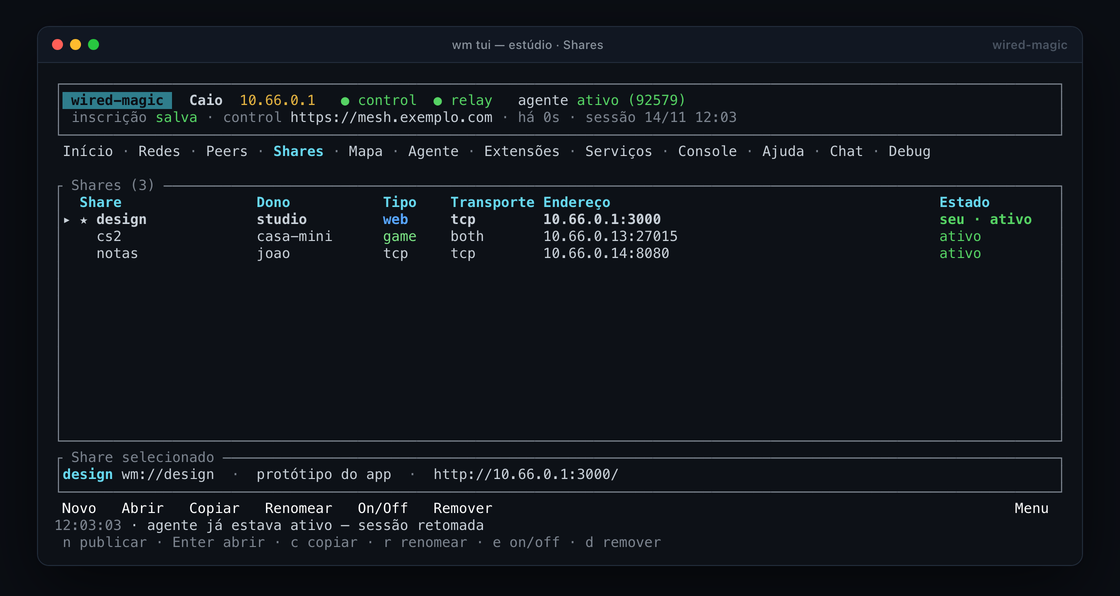 wm tui — estúdio · Shares
wired-magic
wired-magic Caio 10.66.0.1 ● control ● relay agente ativo (92579)
inscrição salva · control https://mesh.exemplo.com · há 0s · sessão 14/11 12:03
Início · Redes · Peers · Shares · Mapa · Agente · Extensões · Serviços · Console · Ajuda · Chat · Debug
Shares (3)
Share Dono Tipo Transporte Endereço Estado
▸ ★ design studio web tcp 10.66.0.1:3000 seu · ativo
cs2 casa-mini game both 10.66.0.13:27015 ativo
notas joao tcp tcp 10.66.0.14:8080 ativo
Share selecionado
design wm://design · protótipo do app · http://10.66.0.1:3000/
Novo Abrir Copiar Renomear On/Off Remover Menu
12:03:03 · agente já estava ativo — sessão retomada
n publicar · Enter abrir · c copiar · r renomear · e on/off · d remover